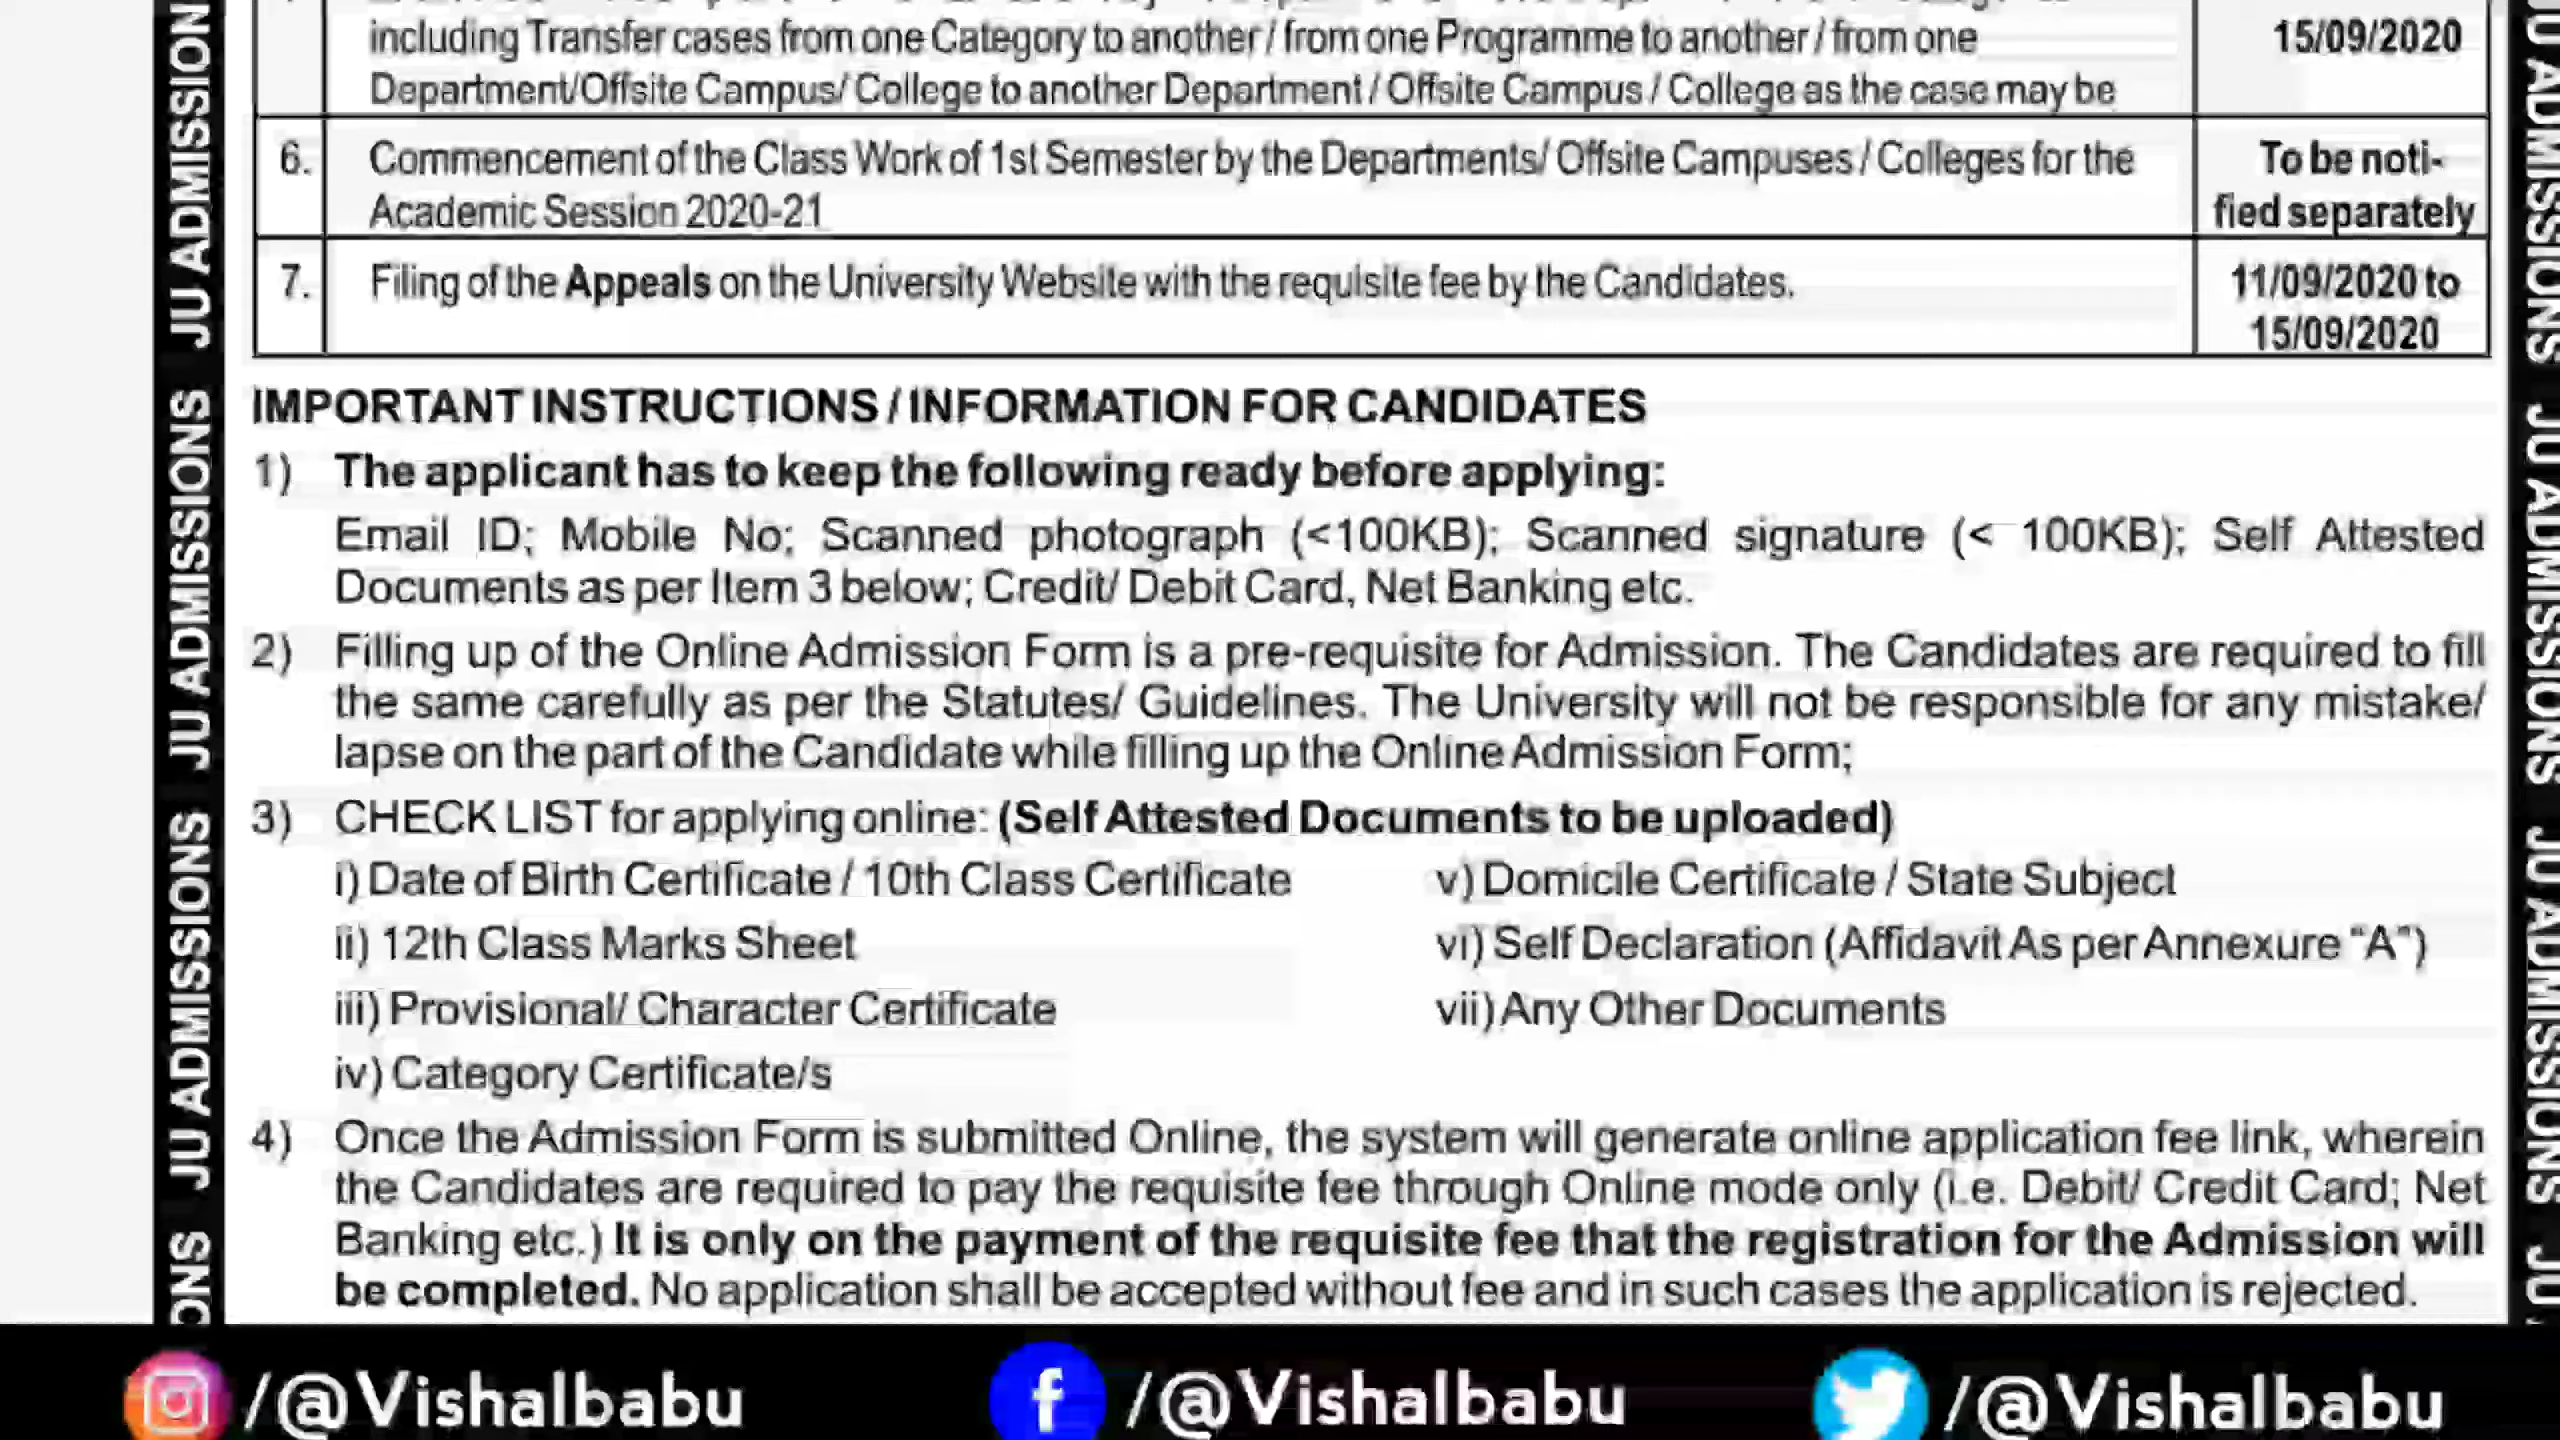 including Transfer cases from one Category to another / from one Programme to another / from one
Department/Offsite Campus/ College to another Department / Offsite Campus / College as the case may be
15/09/2020
6. Commencement of the Class Work of 1st Semester by the Departments/ Offsite Campuses / Colleges for the
Academic Session 2020-21
To be noti-
fied separately
7. Filing of the Appeals on the University Website with the requisite fee by the Candidates.
11/09/2020 to
15/09/2020
IMPORTANT INSTRUCTIONS / INFORMATION FOR CANDIDATES
1) The applicant has to keep the following ready before applying:
Email ID; Mobile No; Scanned photograph (<100KB); Scanned signature (< 100KB); Self Attested
Documents as per Item 3 below; Credit/ Debit Card, Net Banking etc.
2) Filling up of the Online Admission Form is a pre-requisite for Admission. The Candidates are required to fill
the same carefully as per the Statutes/ Guidelines. The University will not be responsible for any mistake/
lapse on the part of the Candidate while filling up the Online Admission Form;
3) CHECK LIST for applying online: (Self Attested Documents to be uploaded)
i) Date of Birth Certificate / 10th Class Certificate
ii) 12th Class Marks Sheet
iii) Provisional/ Character Certificate
iv) Category Certificate/s
v) Domicile Certificate / State Subject
vi) Self Declaration (Affidavit As per Annexure "A")
vii) Any Other Documents
4) Once the Admission Form is submitted Online, the system will generate online application fee link, wherein
the Candidates are required to pay the requisite fee through Online mode only (i.e. Debit/ Credit Card; Net
Banking etc.) It is only on the payment of the requisite fee that the registration for the Admission will
be completed. No application shall be accepted without fee and in such cases the application is rejected.
JU ADMISSIONS JU ADMISSIONS JU ADMISSION
JU ADMISSIONS JU ADMISSIONS JU ADMISSIONS JU
/@Vishalbabu
/@Vishalbabu
/@Vishalbabu